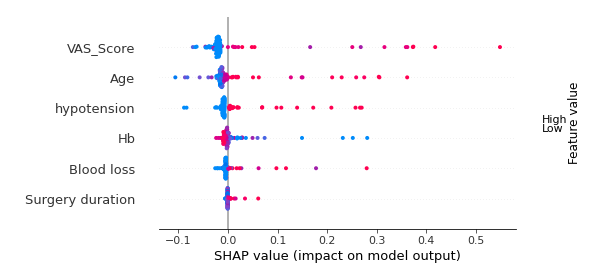 VAS_Score
Age
hypotension
Hb
Blood loss
Surgery duration
−0.1 0.0 0.1 0.2 0.3 0.4 0.5
SHAP value (impact on model output)
High
Low
Feature value